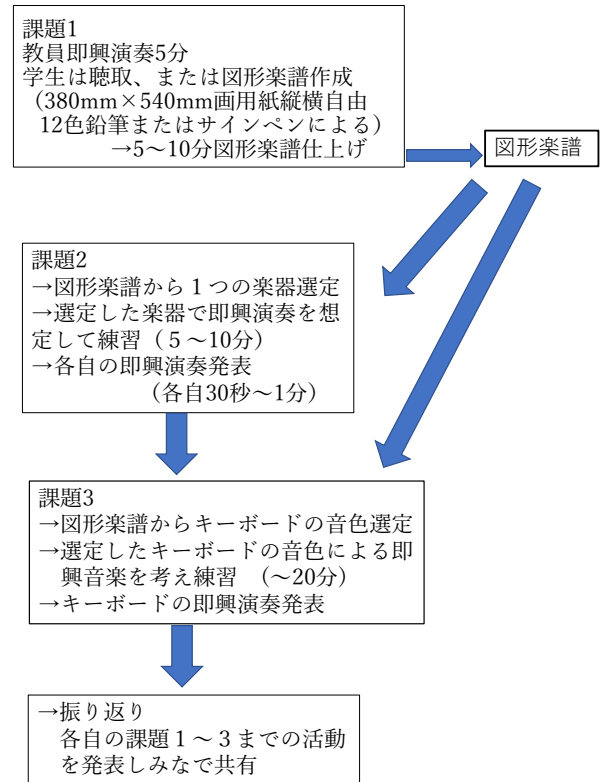 課題1
教員即興演奏5分
学生は聴取、または図形楽譜作成
（380mm×540mm画用紙縦横自由
12色鉛筆またはサインペンによる）
→5～10分図形楽譜仕上げ
図形楽譜
課題2
→図形楽譜から１つの楽器選定
→選定した楽器で即興演奏を想
定して練習（５～10分）
→各自の即興演奏発表
（各自30秒～1分）
課題3
→図形楽譜からキーボードの音色選定
→選定したキーボードの音色による即
興音楽を考え練習　（～20分）
→キーボードの即興演奏発表
→振り返り
各自の課題１～３までの活動
を発表しみなで共有